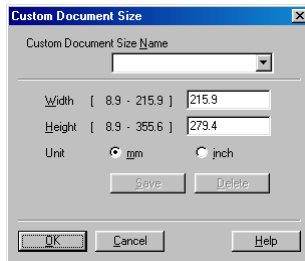 Custom Document Size
Custom Document Size Name
Width [ 8.9 - 215.9 ] 215.9
Height [ 8.9 - 355.6 ] 279.4
Unit mm inch
Save Delete
OK Cancel Help